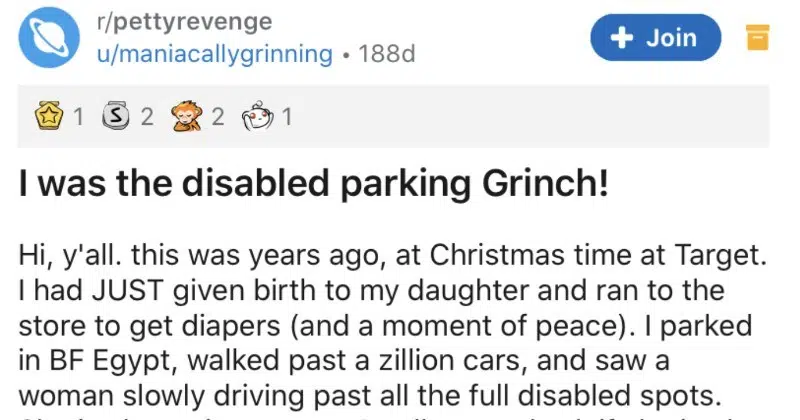 r/pettyrevenge
u/maniacallygrinning • 188d
+ Join
1 S 2 2 1
I was the disabled parking Grinch!
Hi, y'all. this was years ago, at Christmas time at Target.
I had JUST given birth to my daughter and ran to the
store to get diapers (and a moment of peace). I parked
in BF Egypt, walked past a zillion cars, and saw a
woman slowly driving past all the full disabled spots.